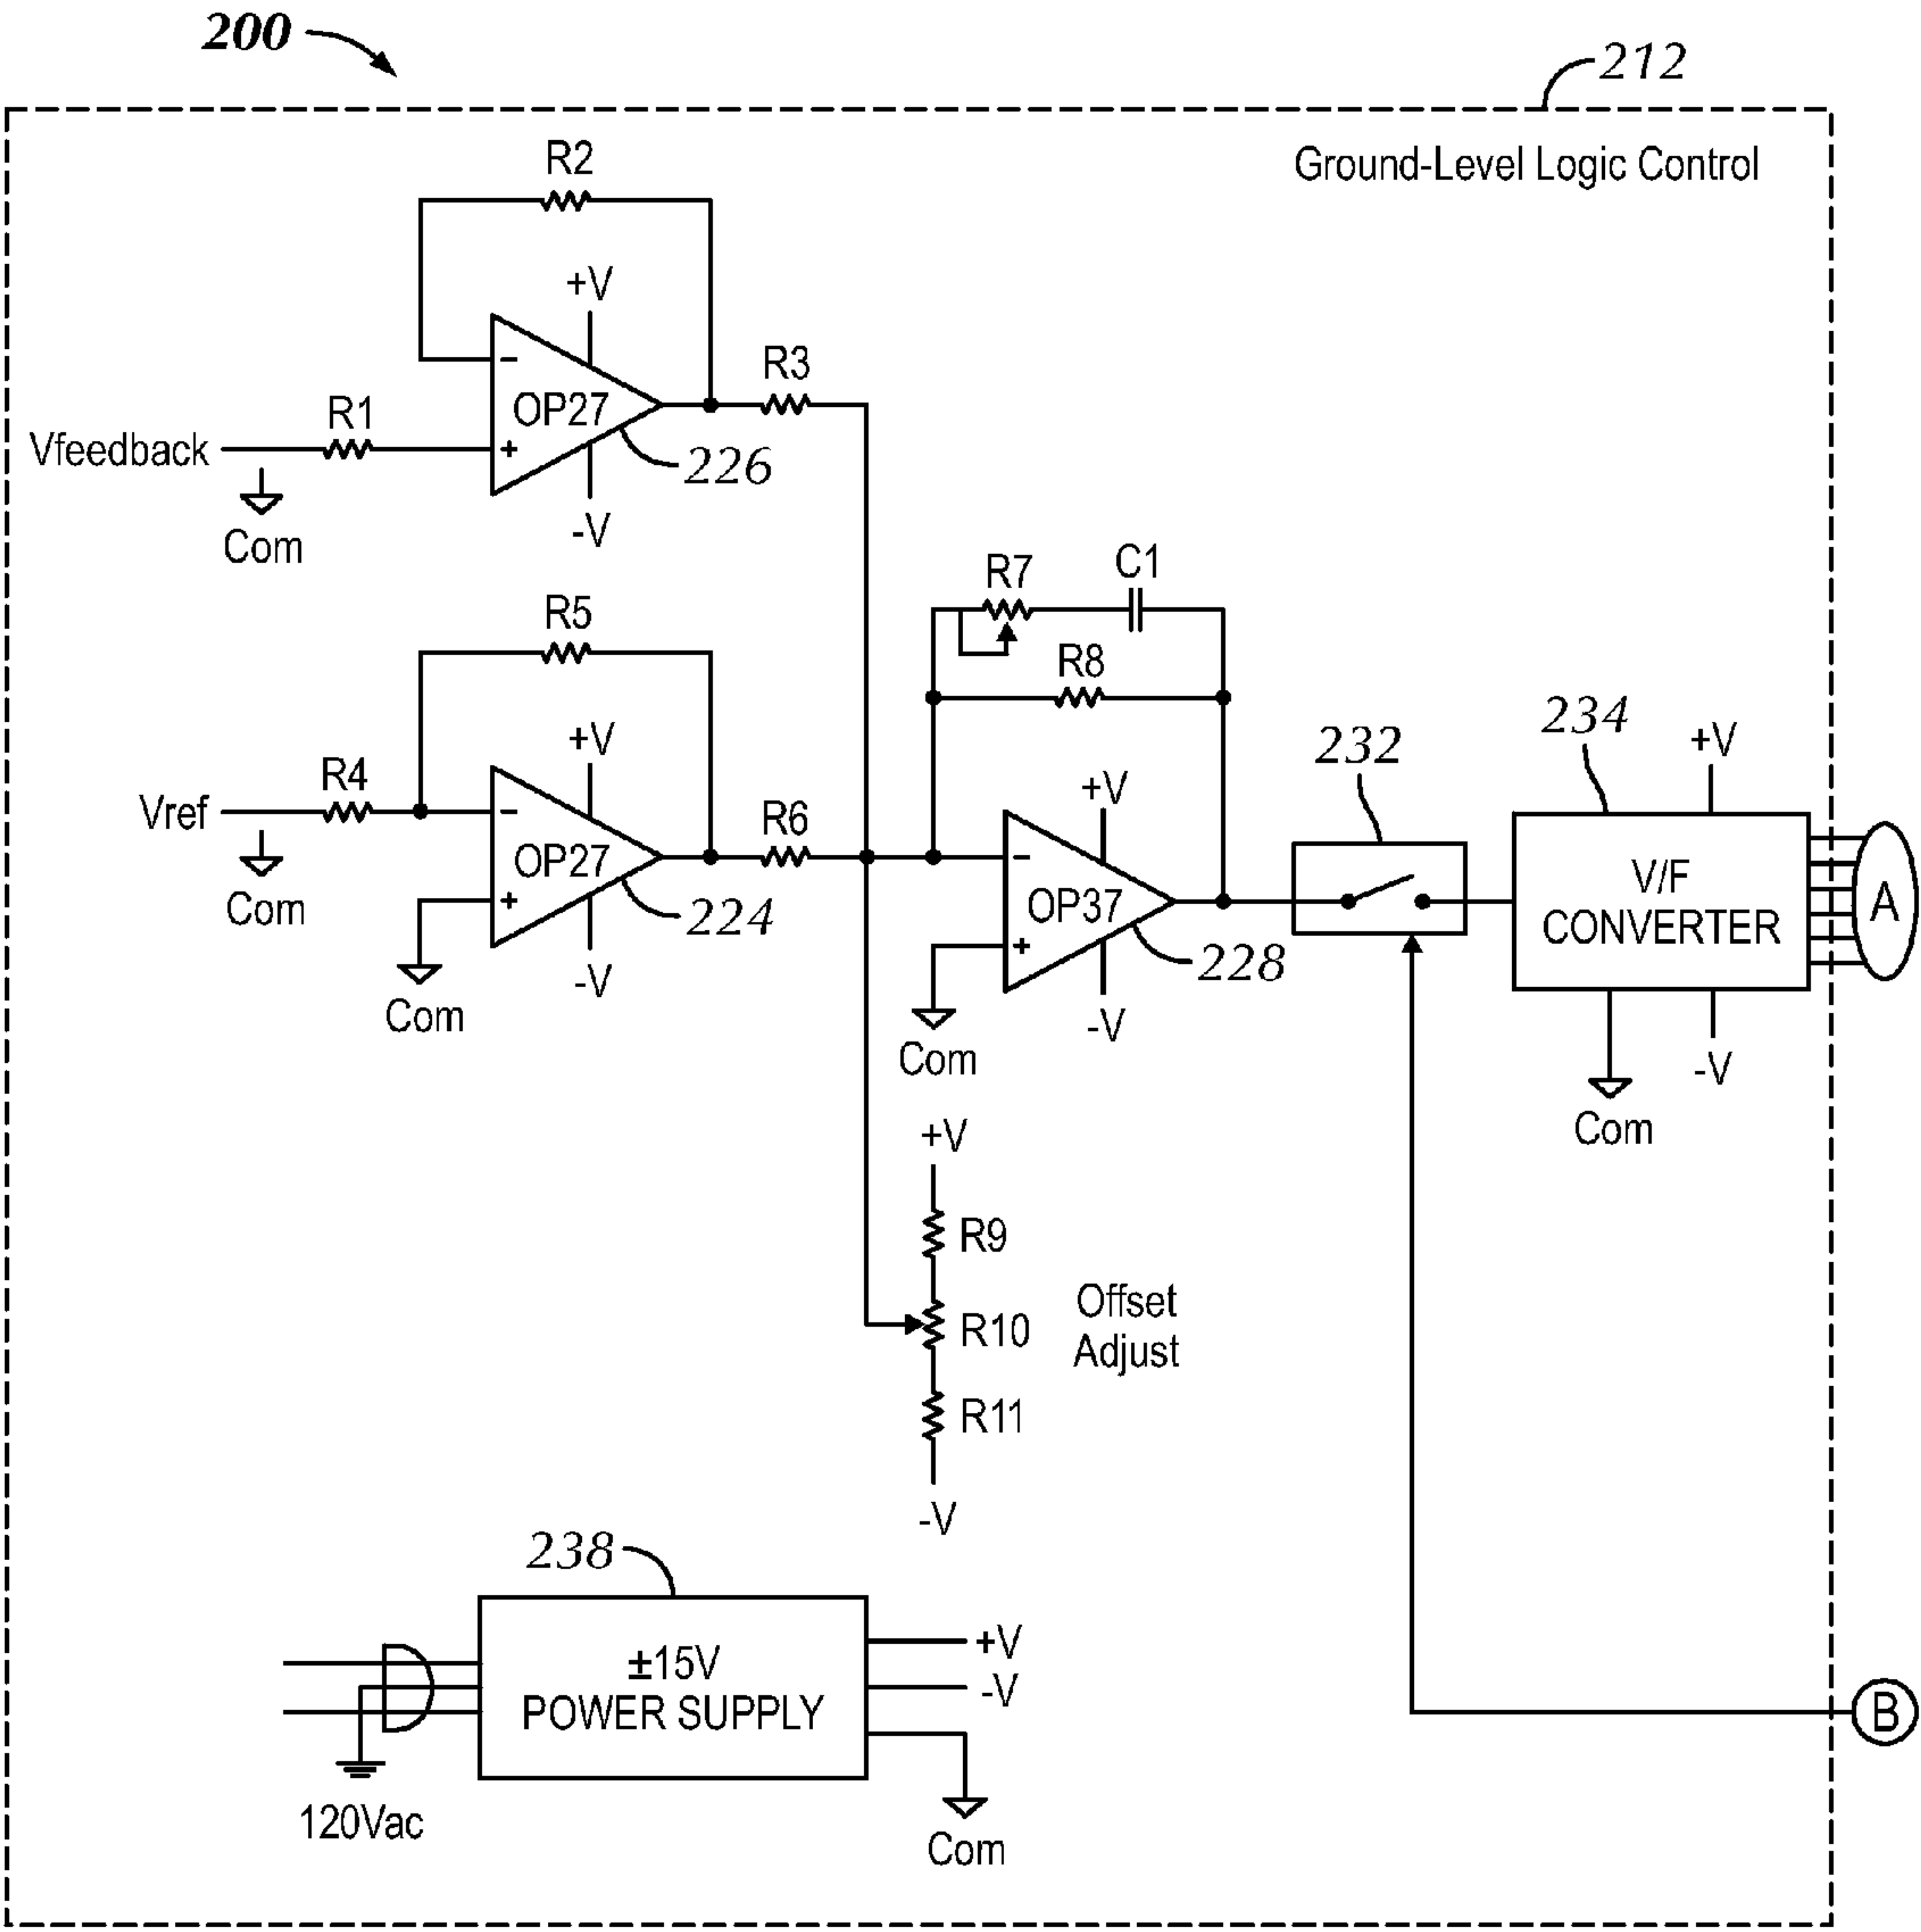 200
212
Ground-Level Logic Control
R2
+V
R3
OP27
R1
Vfeedback
226
-V
Com
R7
C1
R5
R8
+V
R4
Vref
R6
OP27
224
-V
Com
Com
+V
OP37
228
-V
Com
232
234
+V
V/F
CONVERTER
A
-V
Com
+V
R9
R10
Offset
Adjust
R11
-V
238
±15V
POWER SUPPLY
+V
-V
120Vac
Com
B